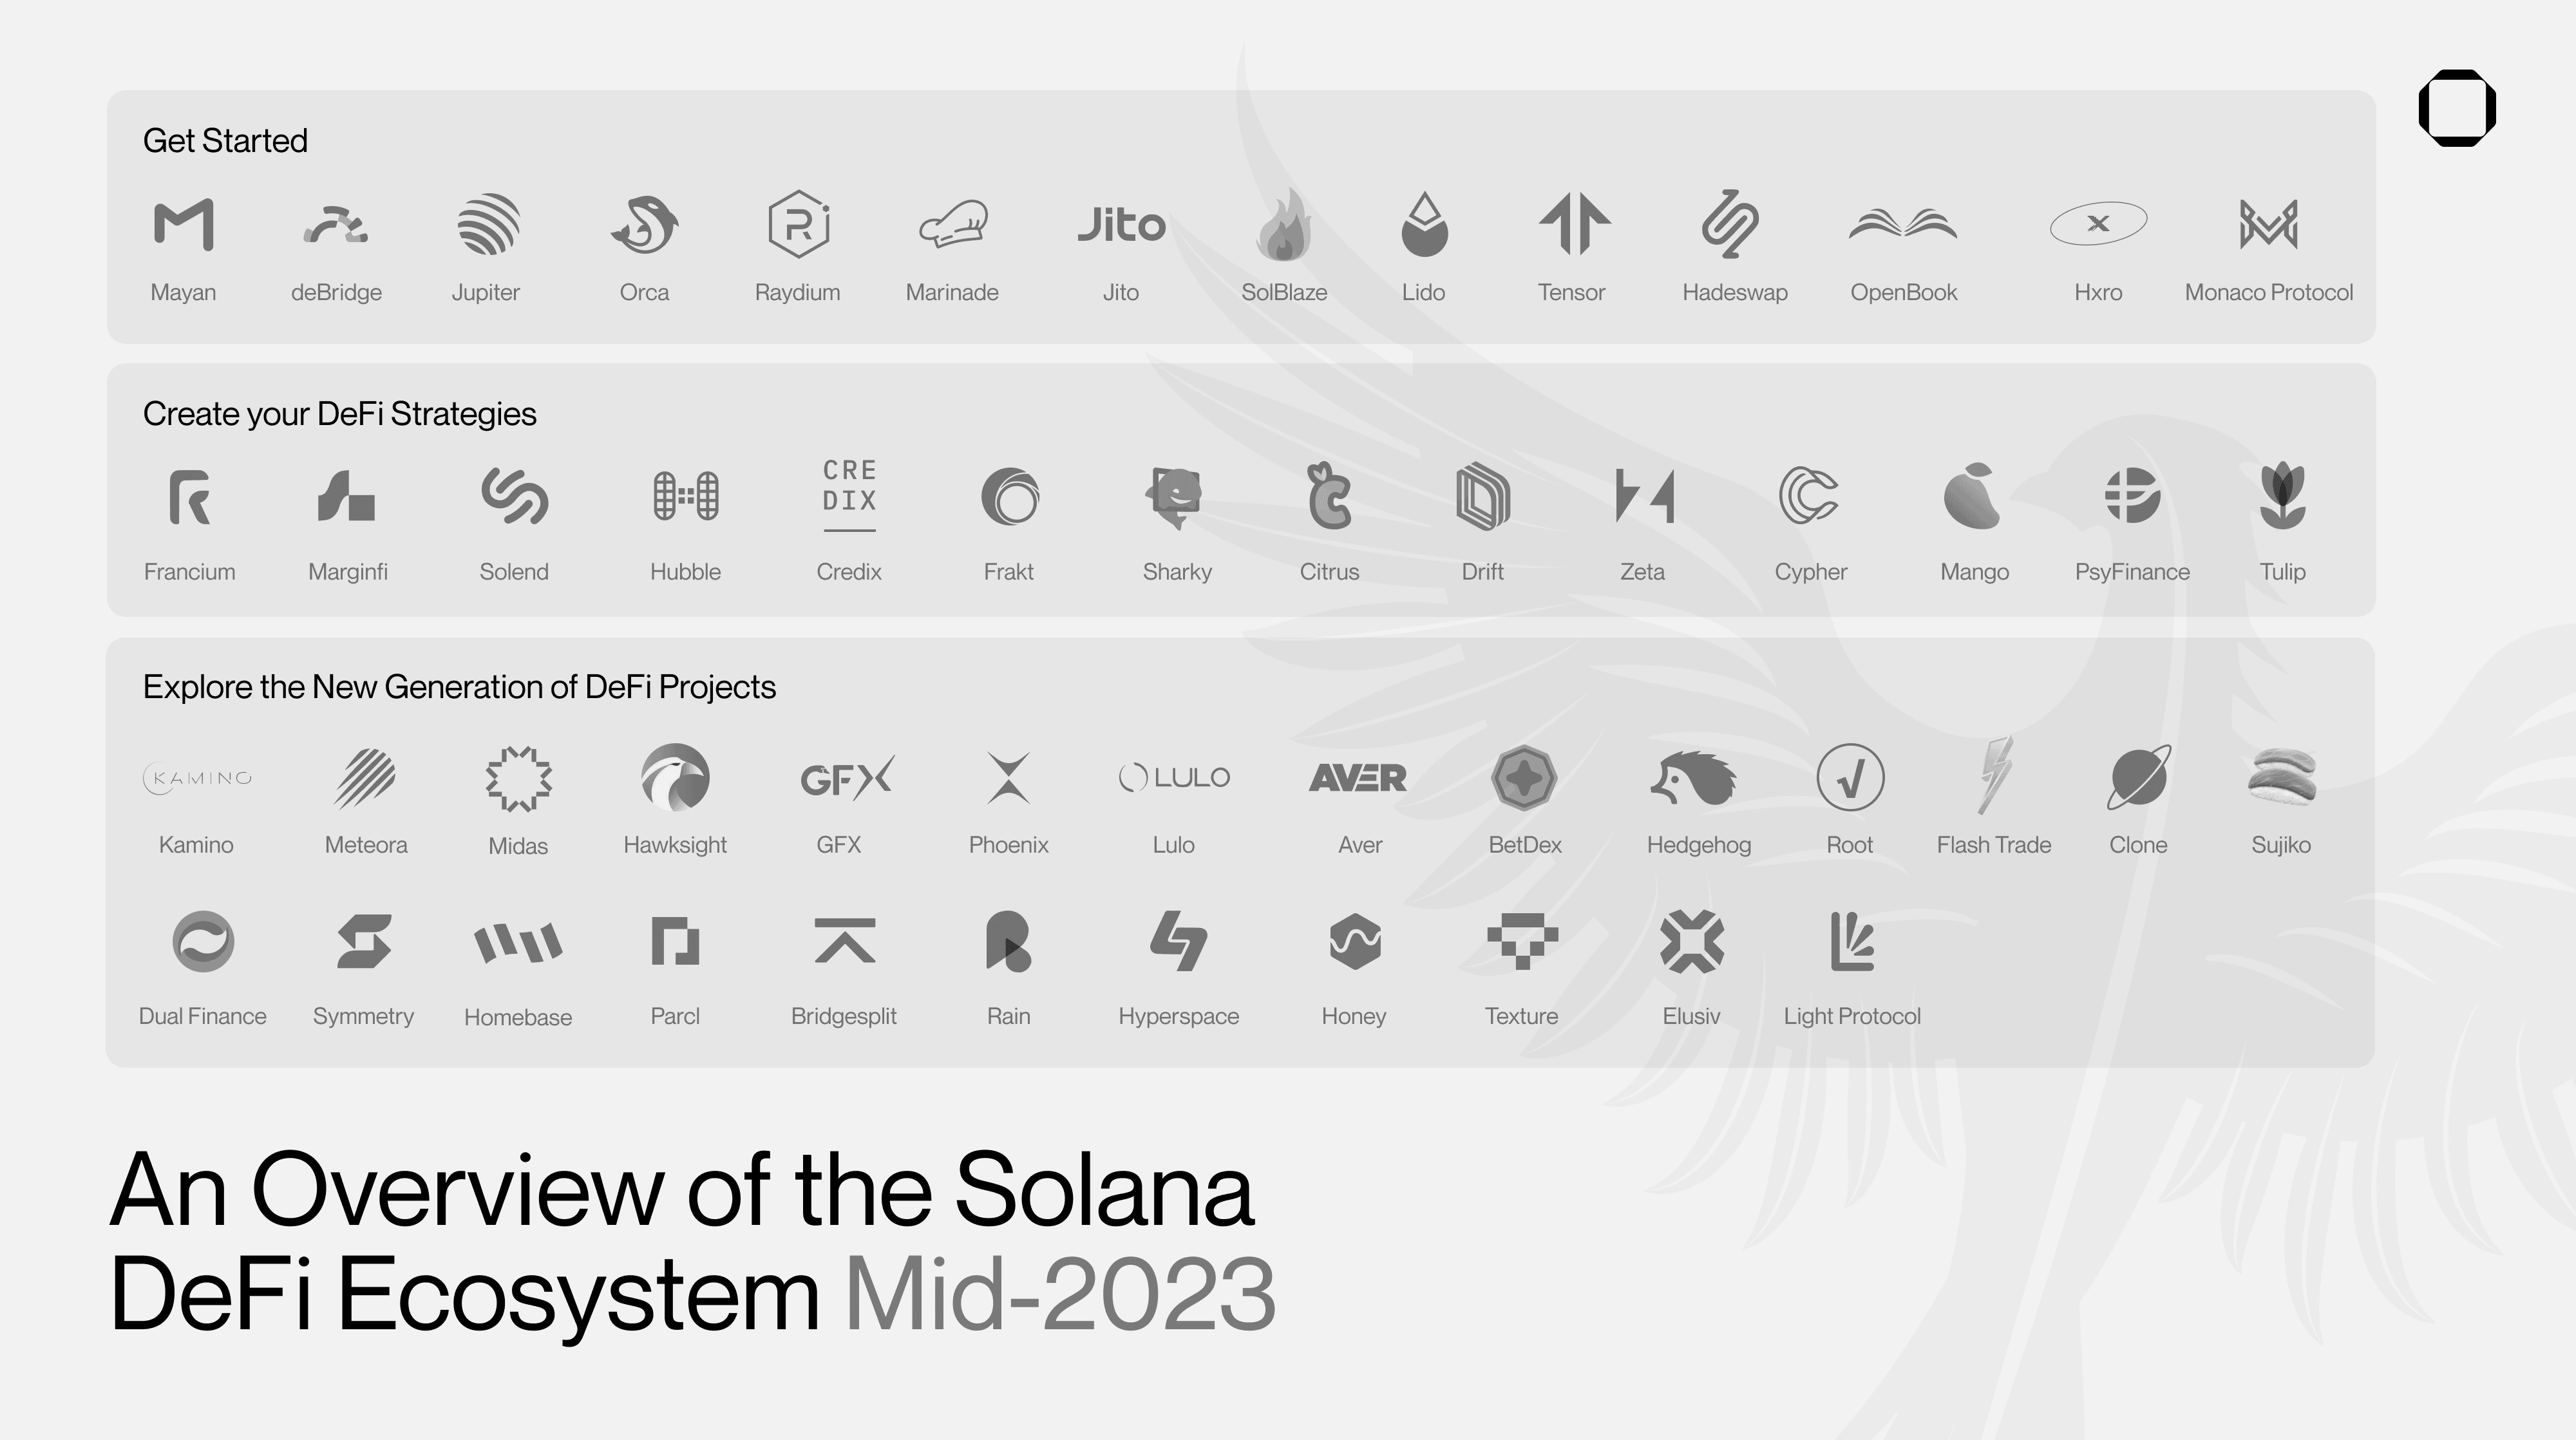 Get Started
Jito
x
Mayan deBridge Jupiter Orca Raydium Marinade Jito SolBlaze Lido Tensor Hadeswap OpenBook Hxro Monaco Protocol
Create your DeFi Strategies
CRE
DIX
Francium Marginfi Solend Hubble Credix Frakt Sharky Citrus Drift Zeta Cypher Mango PsyFinance Tulip
Explore the New Generation of DeFi Projects
KAMINO GFX LULO AVER
Kamino Meteora Midas Hawksight GFX Phoenix Lulo Aver BetDex Hedgehog Root Flash Trade Clone Sujiko
Dual Finance Symmetry Homebase Parcl Bridgesplit Rain Hyperspace Honey Texture Elusiv Light Protocol
An Overview of the Solana
DeFi Ecosystem Mid-2023